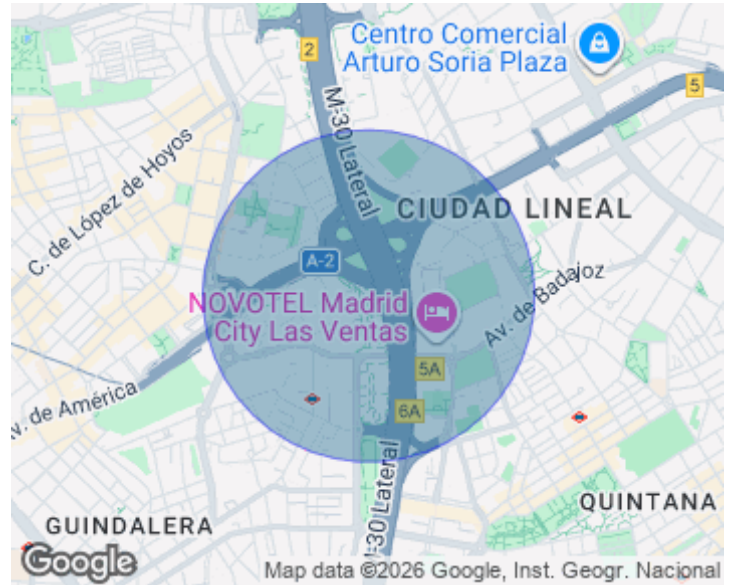 Centro Comercial
Arturo Soria Plaza
2
5
M-30 Lateral
C. de López de Hoyos
CIUDAD LINEAL
A-2
NOVOTEL Madrid
City Las Ventas
Av. de Badajoz
5A
6A
Av. de América
M-30 Lateral
QUINTANA
GUINDALERA
Google
Map data ©2026 Google, Inst. Geogr. Nacional